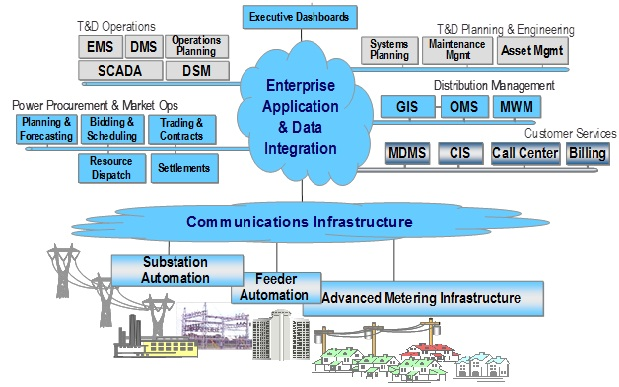 Executive Dashboards
T&D Operations
EMS
DMS
Operations
Planning
SCADA
DSM
T&D Planning & Engineering
Systems
Planning
Maintenance
Mgmt
Asset Mgmt
Enterprise
Application
& Data
Integration
Power Procurement & Market Ops
Planning &
Forecasting
Bidding &
Scheduling
Trading &
Contracts
Resource
Dispatch
Settlements
Distribution Management
GIS
OMS
MWM
Customer Services
MDMS
CIS
Call Center
Billing
Communications Infrastructure
Substation
Automation
Feeder
Automation
Advanced Metering Infrastructure